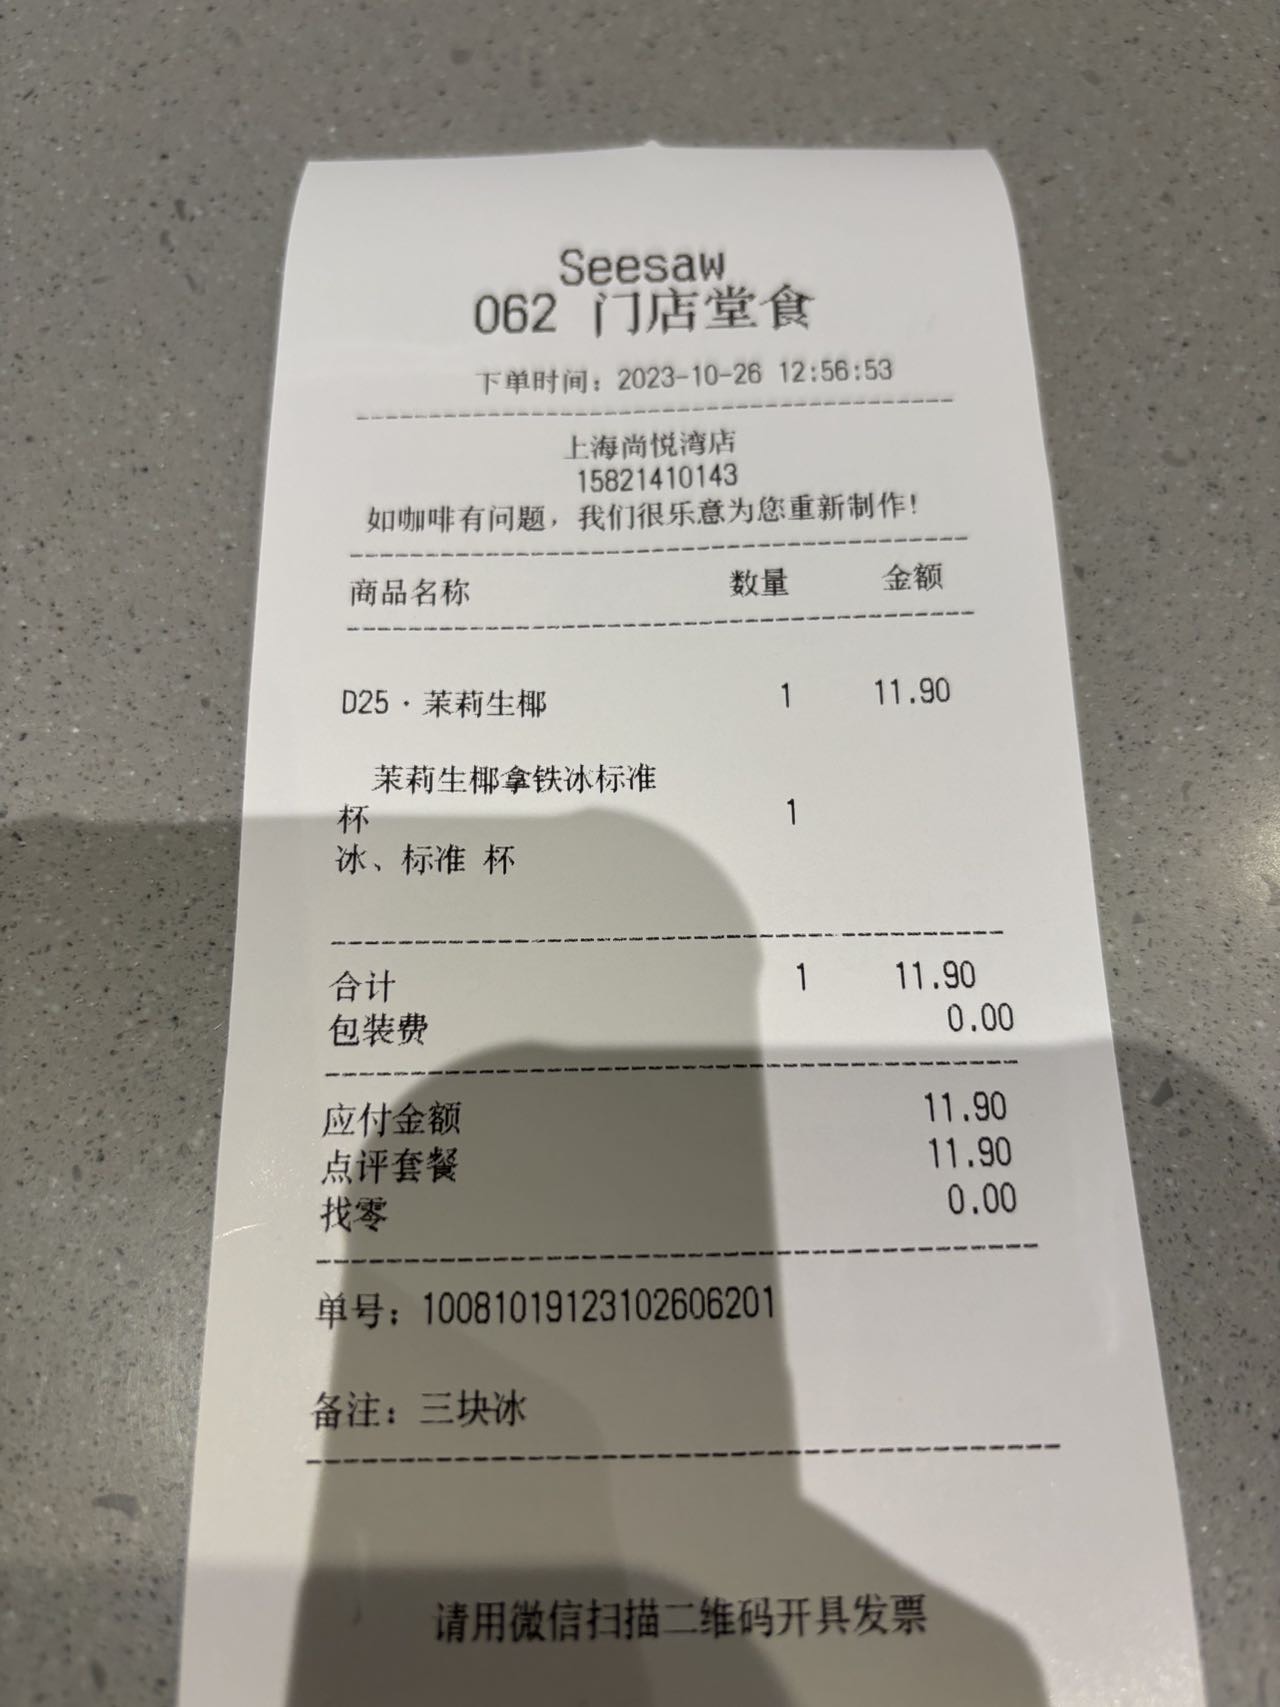 Seesaw
062 门店堂食
下单时间：2023-10-26 12:56:53
上海尚悦湾店
15821410143
如咖啡有问题，我们很乐意为您重新制作！
商品名称 数量 金额
D25·茉莉生椰 1 11.90
茉莉生椰拿铁冰标准
杯 1
冰、标准 杯
合计 1 11.90
包装费 0.00
应付金额 11.90
点评套餐 11.90
找零 0.00
单号：10081019123102606201
备注：三块冰
请用微信扫描二维码开具发票